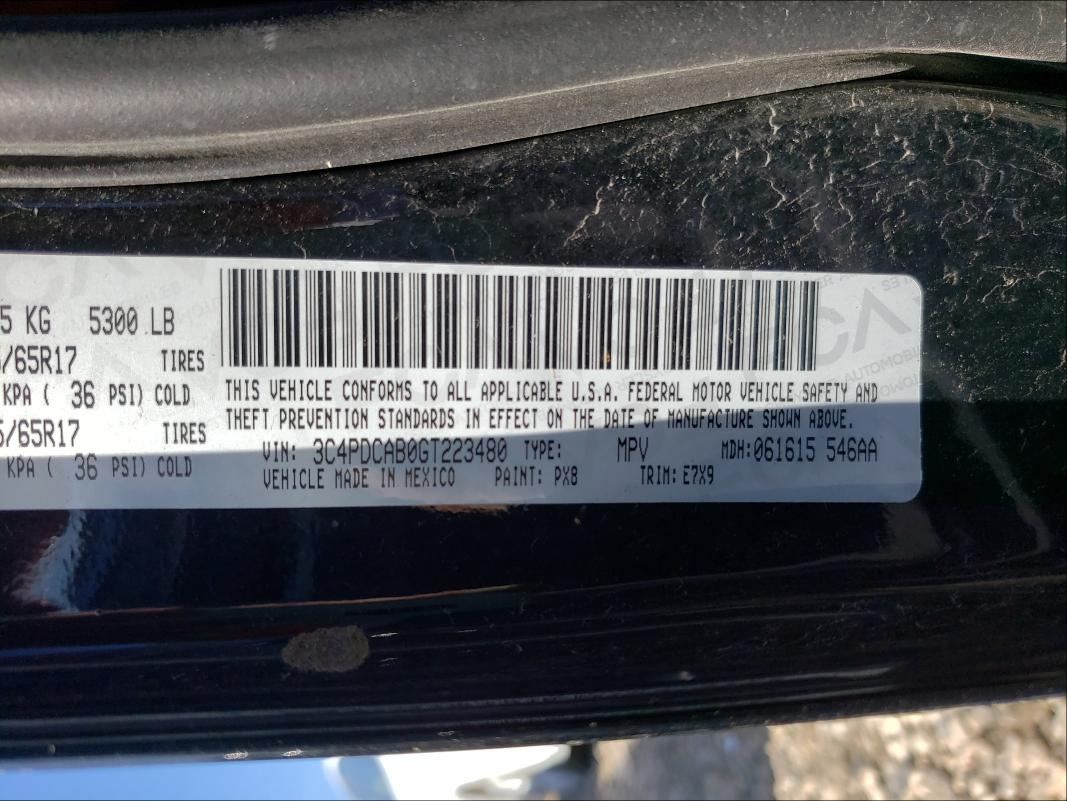 5 KG 5300 LB
/65R17 TIRES
KPA ( 36 PSI) COLD
5/65R17 TIRES
KPA ( 36 PSI) COLD
THIS VEHICLE CONFORMS TO ALL APPLICABLE U.S.A. FEDERAL MOTOR VEHICLE SAFETY AND
THEFT PREVENTION STANDARDS IN EFFECT ON THE DATE OF MANUFACTURE SHOWN ABOVE.
VIN: 3C4PDCAB0GT223480 TYPE: MPV MDH: 061615 546AA
VEHICLE MADE IN MEXICO PAINT: PX8 TRIM: E7X9